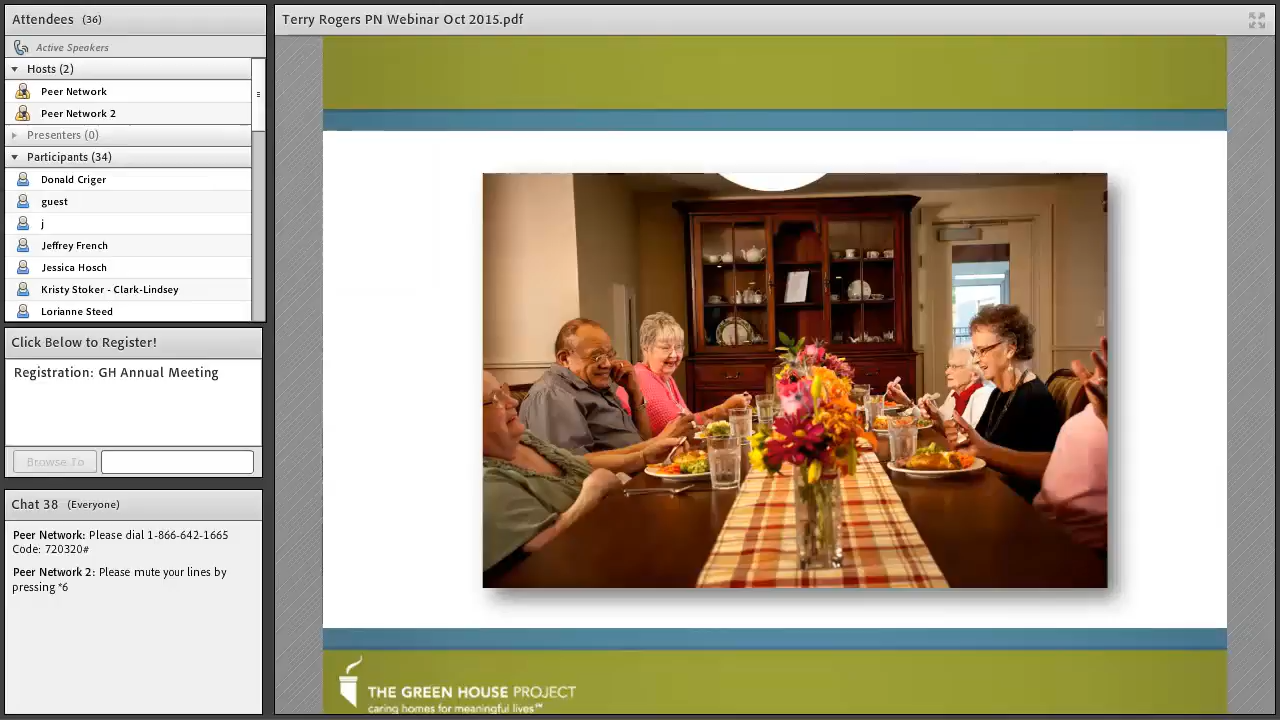 Attendees (36)
Active Speakers
Hosts (2)
Peer Network
Peer Network 2
Presenters (0)
Participants (34)
Donald Criger
guest
j
Jeffrey French
Jessica Hosch
Kristy Stoker - Clark-Lindsey
Lorianne Steed
Click Below to Register!
Registration: GH Annual Meeting
Browse To
Chat 38 (Everyone)
Peer Network: Please dial 1-866-642-1665
Code: 720320#
Peer Network 2: Please mute your lines by
pressing *6
Terry Rogers PN Webinar Oct 2015.pdf
THE GREEN HOUSE PROJECT
caring homes for meaningful lives℠